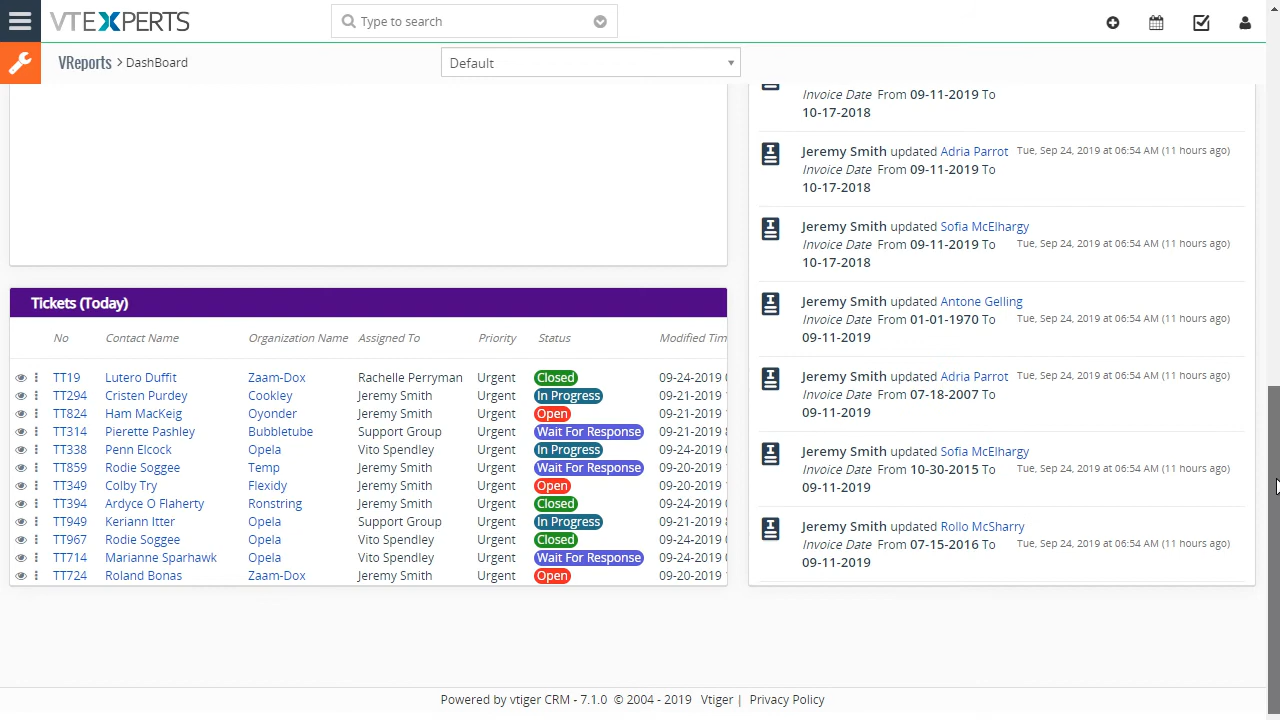 VTEXPERTS
Type to search
VReports > DashBoard
Default
Invoice Date From 09-11-2019 To
10-17-2018
Jeremy Smith updated Adria Parrot Tue, Sep 24, 2019 at 06:54 AM (11 hours ago)
Invoice Date From 09-11-2019 To
10-17-2018
Jeremy Smith updated Sofia McElhargy
Invoice Date From 09-11-2019 To Tue, Sep 24, 2019 at 06:54 AM (11 hours ago)
10-17-2018
Jeremy Smith updated Antone Gelling
Invoice Date From 01-01-1970 To Tue, Sep 24, 2019 at 06:54 AM (11 hours ago)
09-11-2019
Jeremy Smith updated Adria Parrot Tue, Sep 24, 2019 at 06:54 AM (11 hours ago)
Invoice Date From 07-18-2007 To
09-11-2019
Jeremy Smith updated Sofia McElhargy
Invoice Date From 10-30-2015 To Tue, Sep 24, 2019 at 06:54 AM (11 hours ago)
09-11-2019
Jeremy Smith updated Rollo McSharry
Invoice Date From 07-15-2016 To Tue, Sep 24, 2019 at 06:54 AM (11 hours ago)
09-11-2019
Tickets (Today)
No Contact Name Organization Name Assigned To Priority Status Modified Tim
TT19 Lutero Duffit Zaam-Dox Rachelle Perryman Urgent Closed 09-24-2019
TT294 Cristen Purdey Cookley Jeremy Smith Urgent In Progress 09-21-2019
TT824 Ham MacKeig Oyonder Jeremy Smith Urgent Open 09-21-2019
TT314 Pierette Pashley Bubbletube Support Group Urgent Wait For Response 09-21-2019
TT338 Penn Elcock Opela Vito Spendley Urgent In Progress 09-24-2019
TT839 Rodie Soggee Temp Jeremy Smith Urgent Wait For Response 09-20-2019
TT349 Colby Try Flexidy Jeremy Smith Urgent Open 09-20-2019
TT394 Ardyce O Flaherty Ronstring Jeremy Smith Urgent Closed 09-24-2019
TT949 Keriann Itter Opela Support Group Urgent In Progress 09-21-2019
TT967 Rodie Soggee Opela Vito Spendley Urgent Closed 09-24-2019
TT714 Marianne Sparhawk Opela Vito Spendley Urgent Wait For Response 09-24-2019
TT724 Roland Bonas Zaam-Dox Jeremy Smith Urgent Open 09-20-2019
Powered by vtiger CRM - 7.1.0 © 2004 - 2019 Vtiger | Privacy Policy